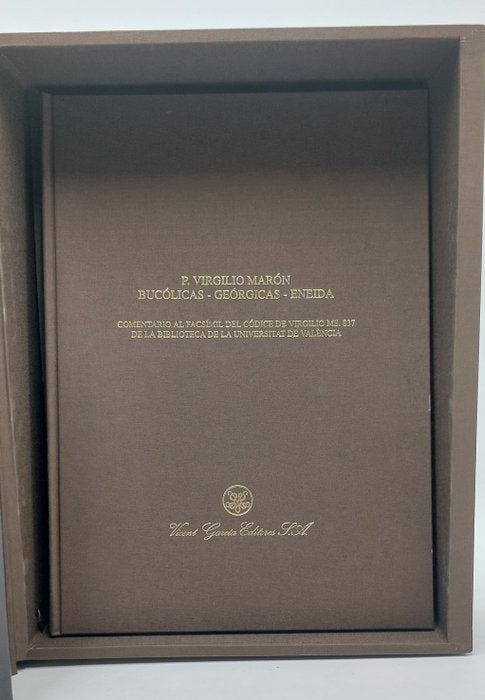 P. VIRGILIO MARÓN
BUCÓLICAS - GEÓRGICAS - ENEIDA
COMENTARIO AL FACSÍMIL DEL CÓDICE DE VIRGILIO MS. 837
DE LA BIBLIOTECA DE LA UNIVERSITAT DE VALÈNCIA
Vicent García Editores S.A.